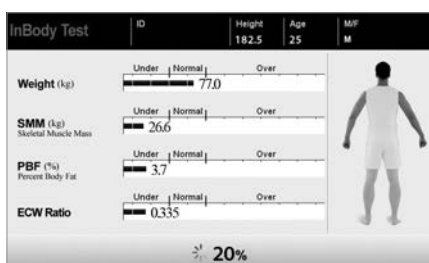 InBody Test
ID
Height
Age
M/F
182.5
25
M
Under Normal Over
Weight (kg)
77.0
Under Normal Over
SMM (kg)
Skeletal Muscle Mass
26.6
Under Normal Over
PBF (%)
Percent Body Fat
3.7
Under Normal Over
ECW Ratio
0.335
20%